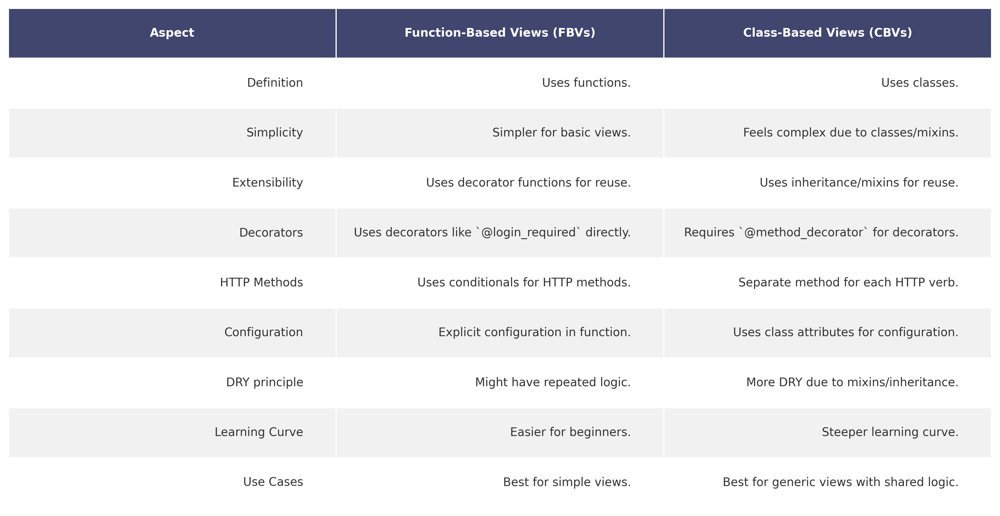 Aspect Function-Based Views (FBVs) Class-Based Views (CBVs)
Definition Uses functions. Uses classes.
Simplicity Simpler for basic views. Feels complex due to classes/mixins.
Extensibility Uses decorator functions for reuse. Uses inheritance/mixins for reuse.
Decorators Uses decorators like `@login_required` directly. Requires `@method_decorator` for decorators.
HTTP Methods Uses conditionals for HTTP methods. Separate method for each HTTP verb.
Configuration Explicit configuration in function. Uses class attributes for configuration.
DRY principle Might have repeated logic. More DRY due to mixins/inheritance.
Learning Curve Easier for beginners. Steeper learning curve.
Use Cases Best for simple views. Best for generic views with shared logic.